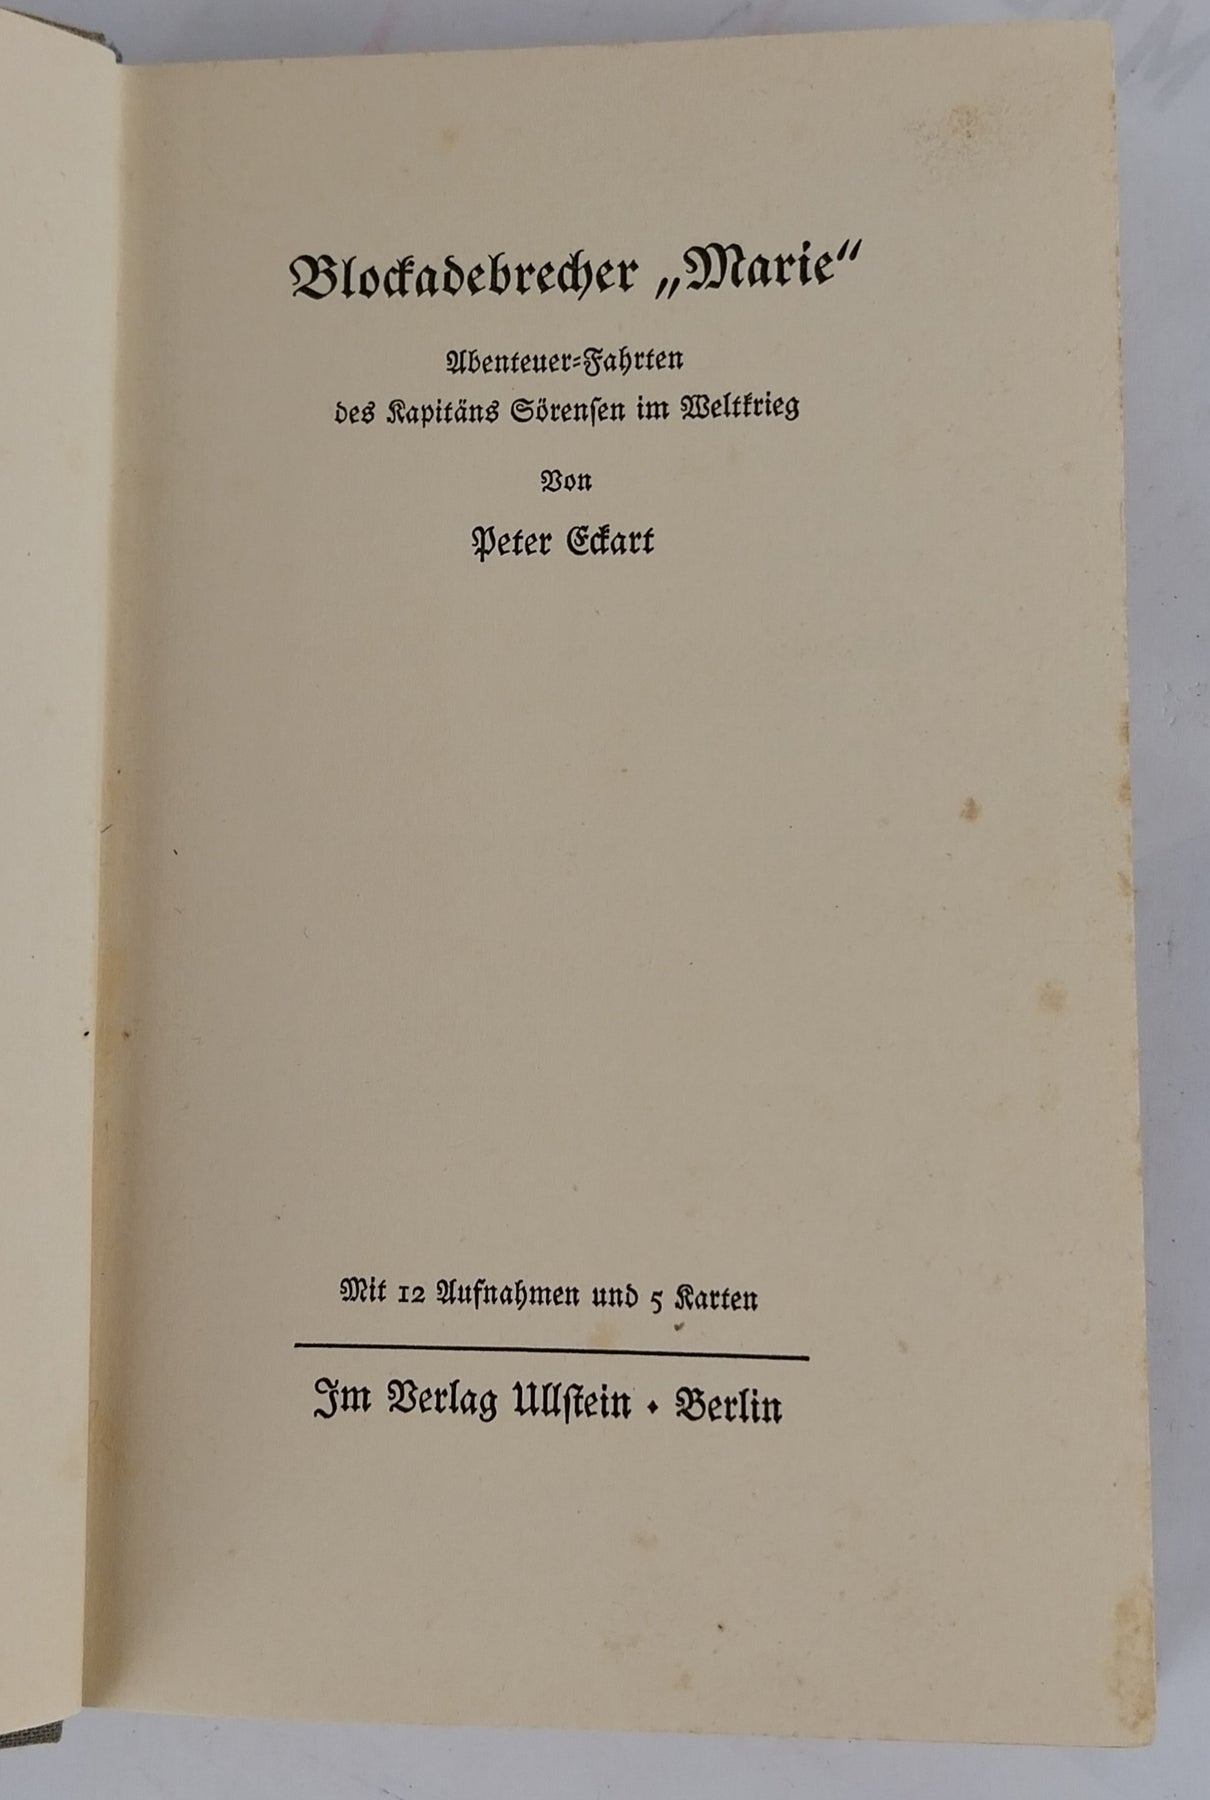 Blockadebrecher „Marie“
Abenteuer-Fahrten
des Kapitäns Sörensen im Weltkrieg
Von
Peter Eckart
Mit 12 Aufnahmen und 5 Karten
Im Verlag Ullstein • Berlin